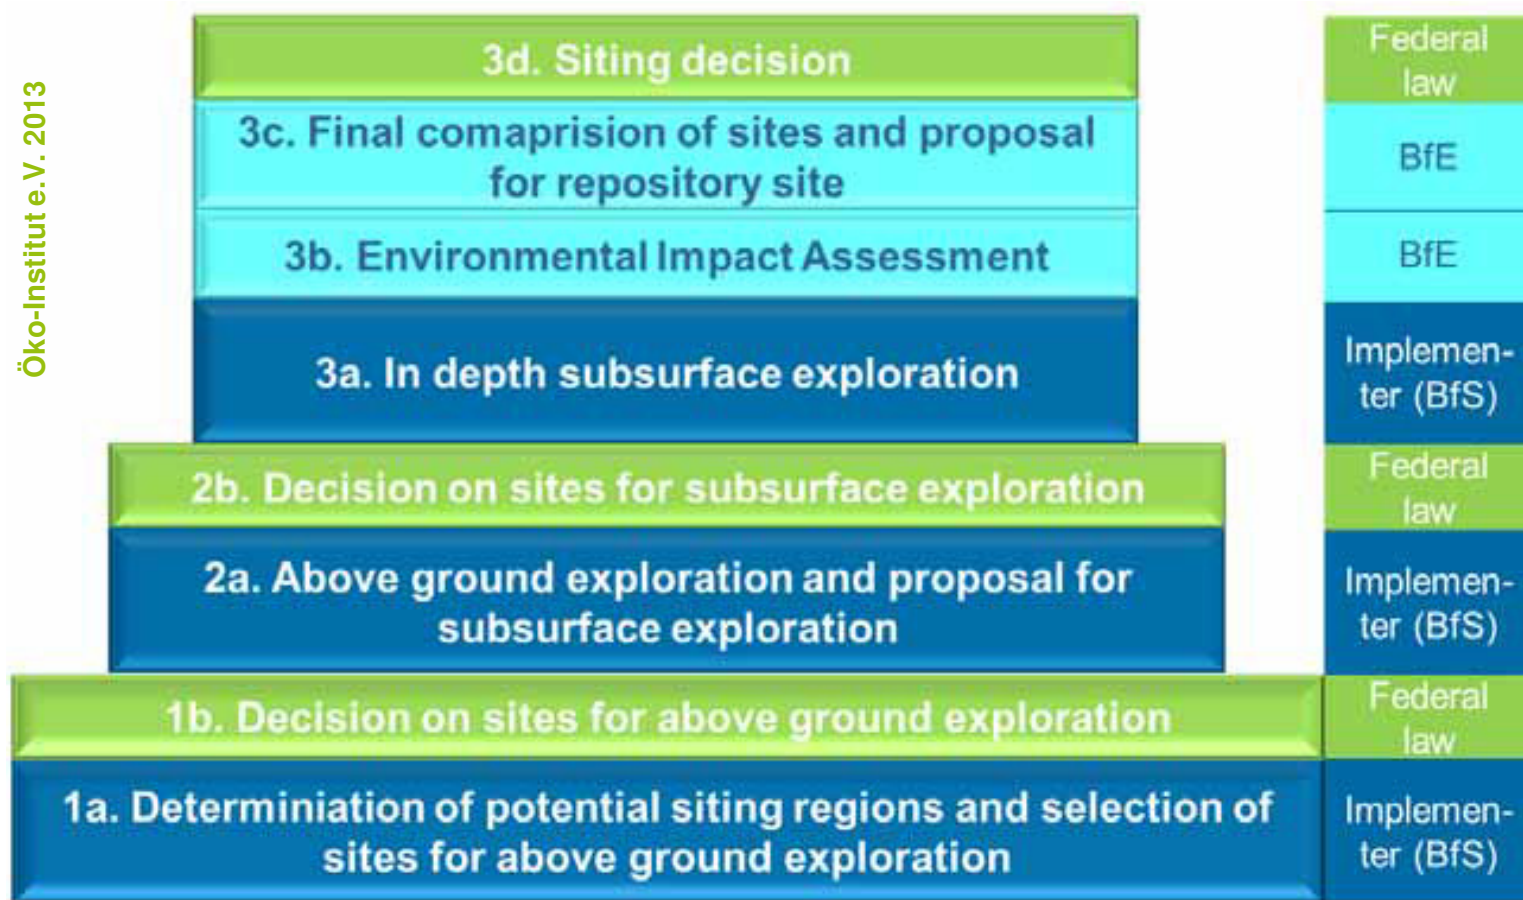 Öko-Institut e.V. 2013
3d. Siting decision
Federal
law
3c. Final comaprision of sites and proposal
for repository site
BfE
3b. Environmental Impact Assessment
BfE
3a. In depth subsurface exploration
Implemen-
ter (BfS)
2b. Decision on sites for subsurface exploration
Federal
law
2a. Above ground exploration and proposal for
subsurface exploration
Implemen-
ter (BfS)
1b. Decision on sites for above ground exploration
Federal
law
1a. Determiniation of potential siting regions and selection of
sites for above ground exploration
Implemen-
ter (BfS)